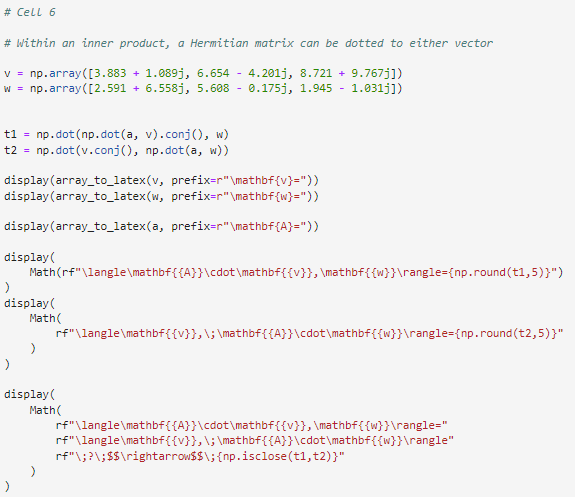 # Cell 6
# Within an inner product, a Hermitian matrix can be dotted to either vector
v = np.array([3.883 + 1.089j, 6.654 - 4.201j, 8.721 + 9.767j])
w = np.array([2.591 + 6.558j, 5.608 - 0.175j, 1.945 - 1.031j])
t1 = np.dot(np.dot(a, v).conj(), w)
t2 = np.dot(v.conj(), np.dot(a, w))
display(array_to_latex(v, prefix=r"\mathbf{v}="))
display(array_to_latex(w, prefix=r"\mathbf{w}="))
display(array_to_latex(a, prefix=r"\mathbf{A}="))
display(
    Math(rf"\langle\mathbf{{A}}\cdot\mathbf{{v}},\mathbf{{w}}\rangle={np.round(t1,5)}")
)
display(
    Math(
        rf"\langle\mathbf{{v}},\;\mathbf{{A}}\cdot\mathbf{{w}}\rangle={np.round(t2,5)}"
    )
)
display(
    Math(
        rf"\langle\mathbf{{A}}\cdot\mathbf{{v}},\mathbf{{w}}\rangle="
        rf"\langle\mathbf{{v}},\;\mathbf{{A}}\cdot\mathbf{{w}}\rangle"
        rf"\;?\;$$\rightarrow$$\;{np.isclose(t1,t2)}"
    )
)